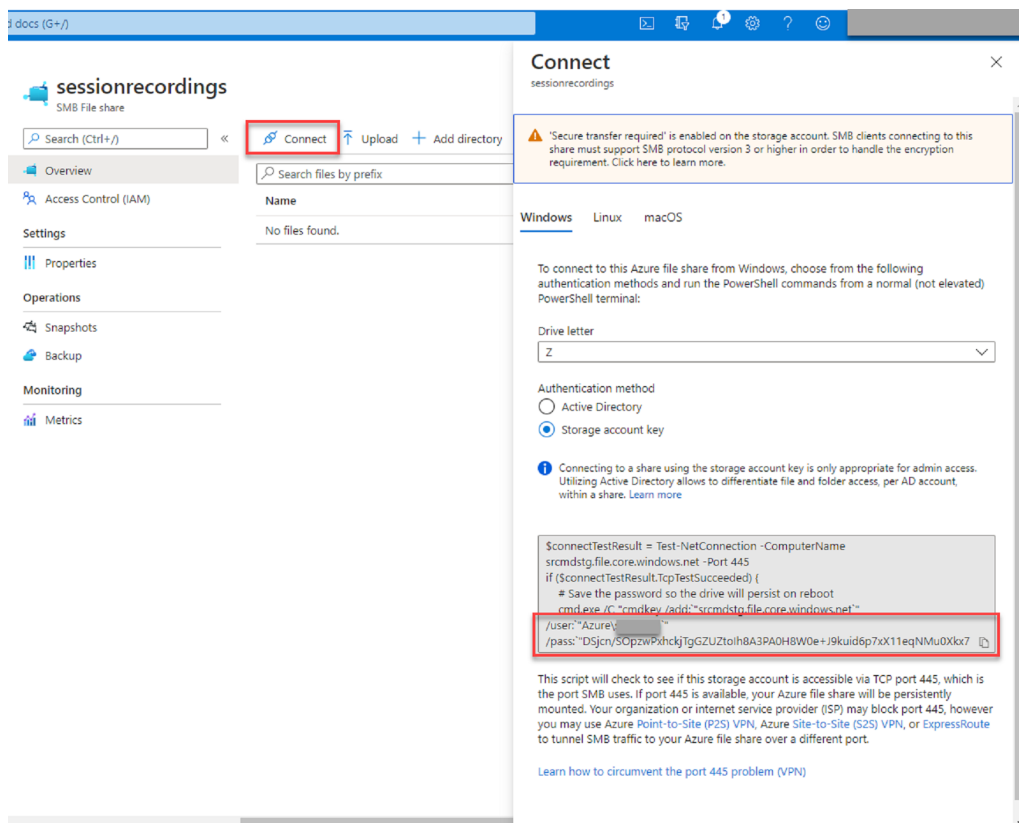 d docs (G+/)
1
sessionrecordings
SMB File share
Search (Ctrl+/)
«
Overview
Access Control (IAM)
Settings
Properties
Operations
Snapshots
Backup
Monitoring
Metrics
Connect
Upload
Add directory
Search files by prefix
Name
No files found.
Connect
sessionrecordings
'Secure transfer required' is enabled on the storage account. SMB clients connecting to this
share must support SMB protocol version 3 or higher in order to handle the encryption
requirement. Click here to learn more.
Windows Linux macOS
To connect to this Azure file share from Windows, choose from the following
authentication methods and run the PowerShell commands from a normal (not elevated)
PowerShell terminal:
Drive letter
Z
Authentication method
Active Directory
Storage account key
Connecting to a share using the storage account key is only appropriate for admin access.
Utilizing Active Directory allows to differentiate file and folder access, per AD account,
within a share. Learn more
$connectTestResult = Test-NetConnection -ComputerName
srcmdstg.file.core.windows.net -Port 445
if ($connectTestResult.TcpTestSucceeded) {
# Save the password so the drive will persist on reboot
cmd.exe /C "cmdkey /add:`"srcmdstg.file.core.windows.net`"
/user:`"Azure\ `"
/pass:`"DSjcn/SOpzwPxhckjTgGZUZtoIh8A3PA0H8W0e+J9kuid6p7xX11eqNMu0Xkx7
This script will check to see if this storage account is accessible via TCP port 445, which is
the port SMB uses. If port 445 is available, your Azure file share will be persistently
mounted. Your organization or internet service provider (ISP) may block port 445, however
you may use Azure Point-to-Site (P2S) VPN, Azure Site-to-Site (S2S) VPN, or ExpressRoute
to tunnel SMB traffic to your Azure file share over a different port.
Learn how to circumvent the port 445 problem (VPN)